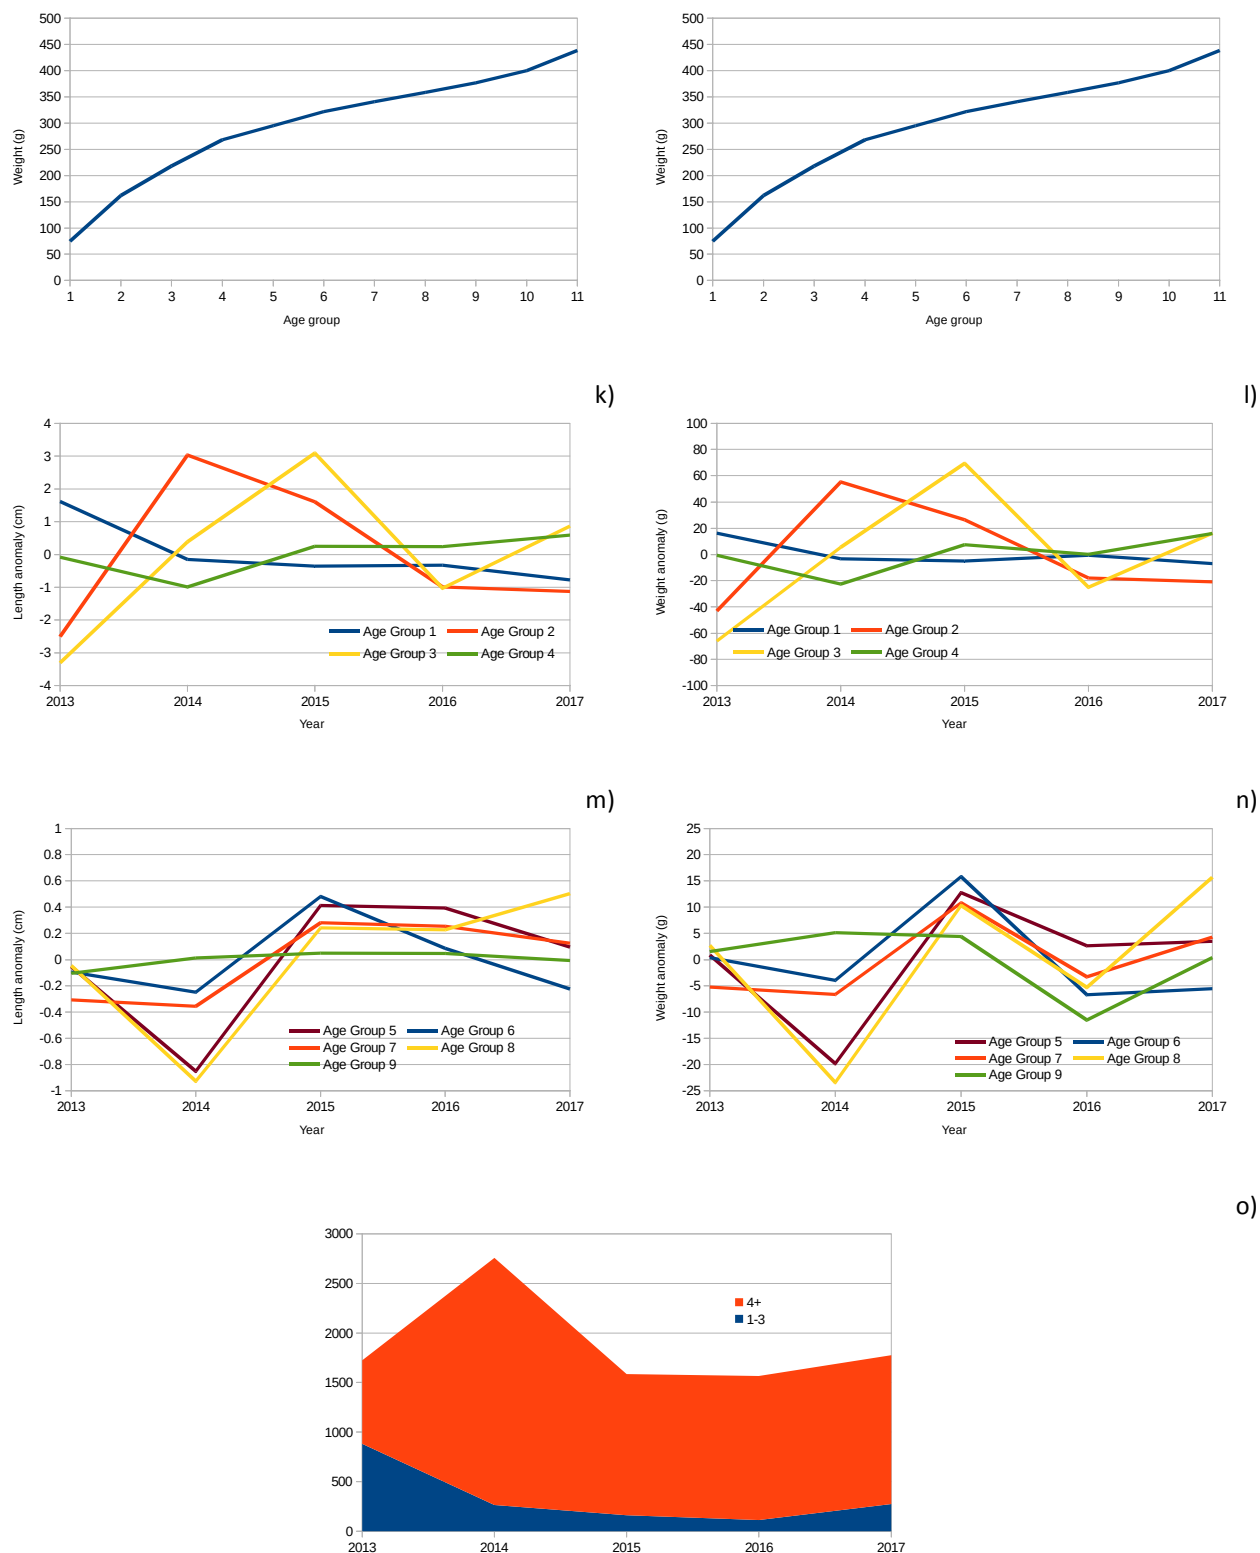 500
450
400
350
300
250
200
150
100
50
0
Weight (g)
1 2 3 4 5 6 7 8 9 10 11
Age group
500
450
400
350
300
250
200
150
100
50
0
Weight (g)
1 2 3 4 5 6 7 8 9 10 11
Age group
k)
4
3
2
1
0
-1
-2
-3
-4
Length anomaly (cm)
Age Group 1 Age Group 2
Age Group 3 Age Group 4
2013 2014 2015 2016 2017
Year
l)
100
80
60
40
20
0
-20
-40
-60
-80
-100
Weight anomaly (g)
Age Group 1 Age Group 2
Age Group 3 Age Group 4
2013 2014 2015 2016 2017
Year
m)
1
0.8
0.6
0.4
0.2
0
-0.2
-0.4
-0.6
-0.8
-1
Length anomaly (cm)
Age Group 5 Age Group 6
Age Group 7 Age Group 8
Age Group 9
2013 2014 2015 2016 2017
Year
n)
25
20
15
10
5
0
-5
-10
-15
-20
-25
Weight anomaly (g)
Age Group 5 Age Group 6
Age Group 7 Age Group 8
Age Group 9
2013 2014 2015 2016 2017
Year
o)
3000
2500
2000
1500
1000
500
0
4+
1-3
2013 2014 2015 2016 2017